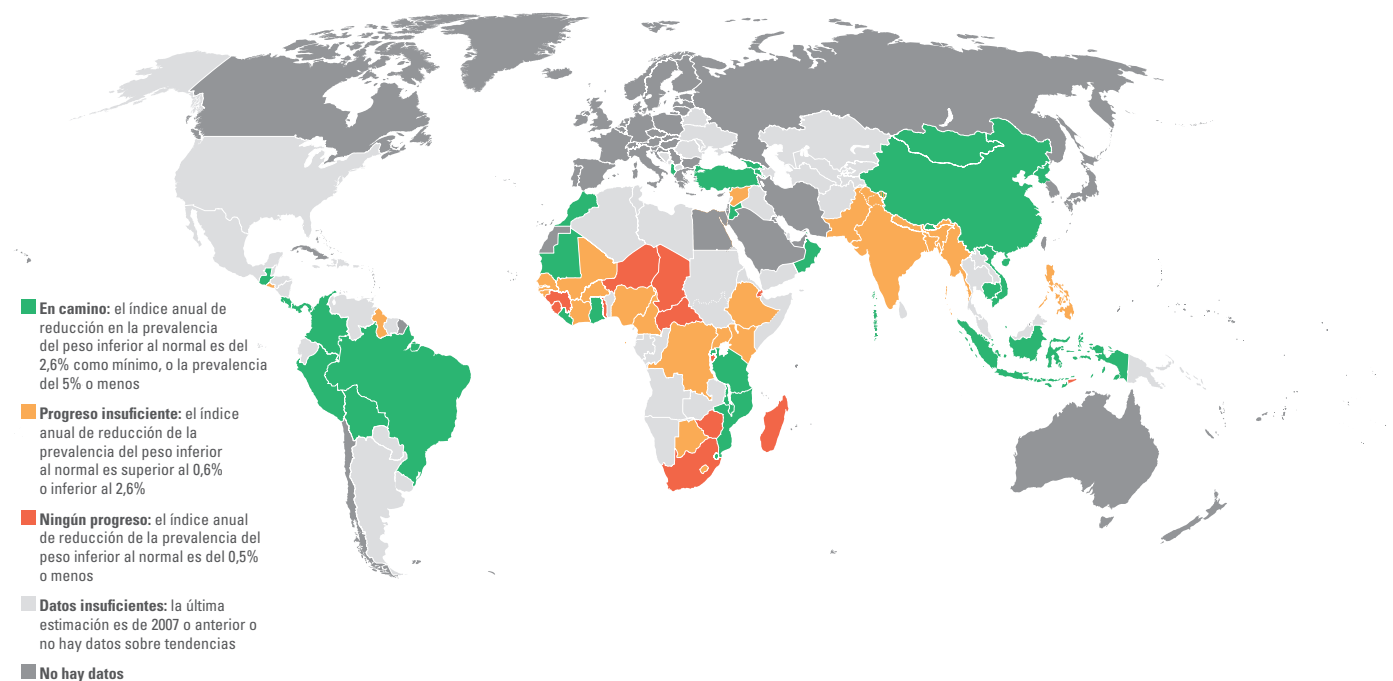 En camino: el índice anual de
reducción en la prevalencia
del peso inferior al normal es del
2,6% como mínimo, o la prevalencia
del 5% o menos
Progreso insuficiente: el índice
anual de reducción de la
prevalencia del peso inferior
al normal es superior al 0,6%
o inferior al 2,6%
Ningún progreso: el índice anual
de reducción de la prevalencia del
peso inferior al normal es del 0,5%
o menos
Datos insuficientes: la última
estimación es de 2007 o anterior o
no hay datos sobre tendencias
No hay datos